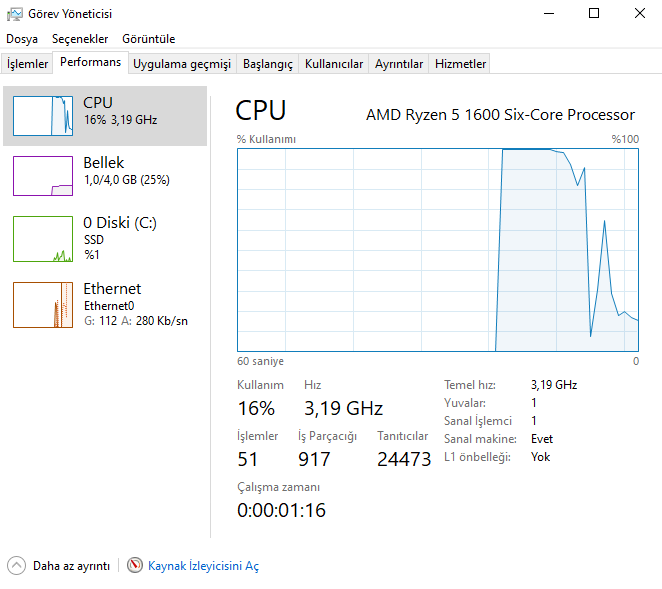 Görev Yöneticisi
Dosya Seçenekler Görüntüle
İşlemler Performans Uygulama geçmişi Başlangıç Kullanıcılar Ayrıntılar Hizmetler
CPU
16% 3,19 GHz
Bellek
1,0/4,0 GB (25%)
0 Diski (C:)
SSD
%1
Ethernet
Ethernet0
G: 112 A: 280 Kb/sn
CPU AMD Ryzen 5 1600 Six-Core Processor
% Kullanımı %100
60 saniye 0
Kullanım Hız
16% 3,19 GHz
İşlemler İş Parçacığı Tanıtıcılar
51 917 24473
Çalışma zamanı
0:00:01:16
Temel hız: 3,19 GHz
Yuvalar: 1
Sanal İşlemci 1
Sanal makine: Evet
L1 önbelleği: Yok
Daha az ayrıntı Kaynak İzleyicisini Aç